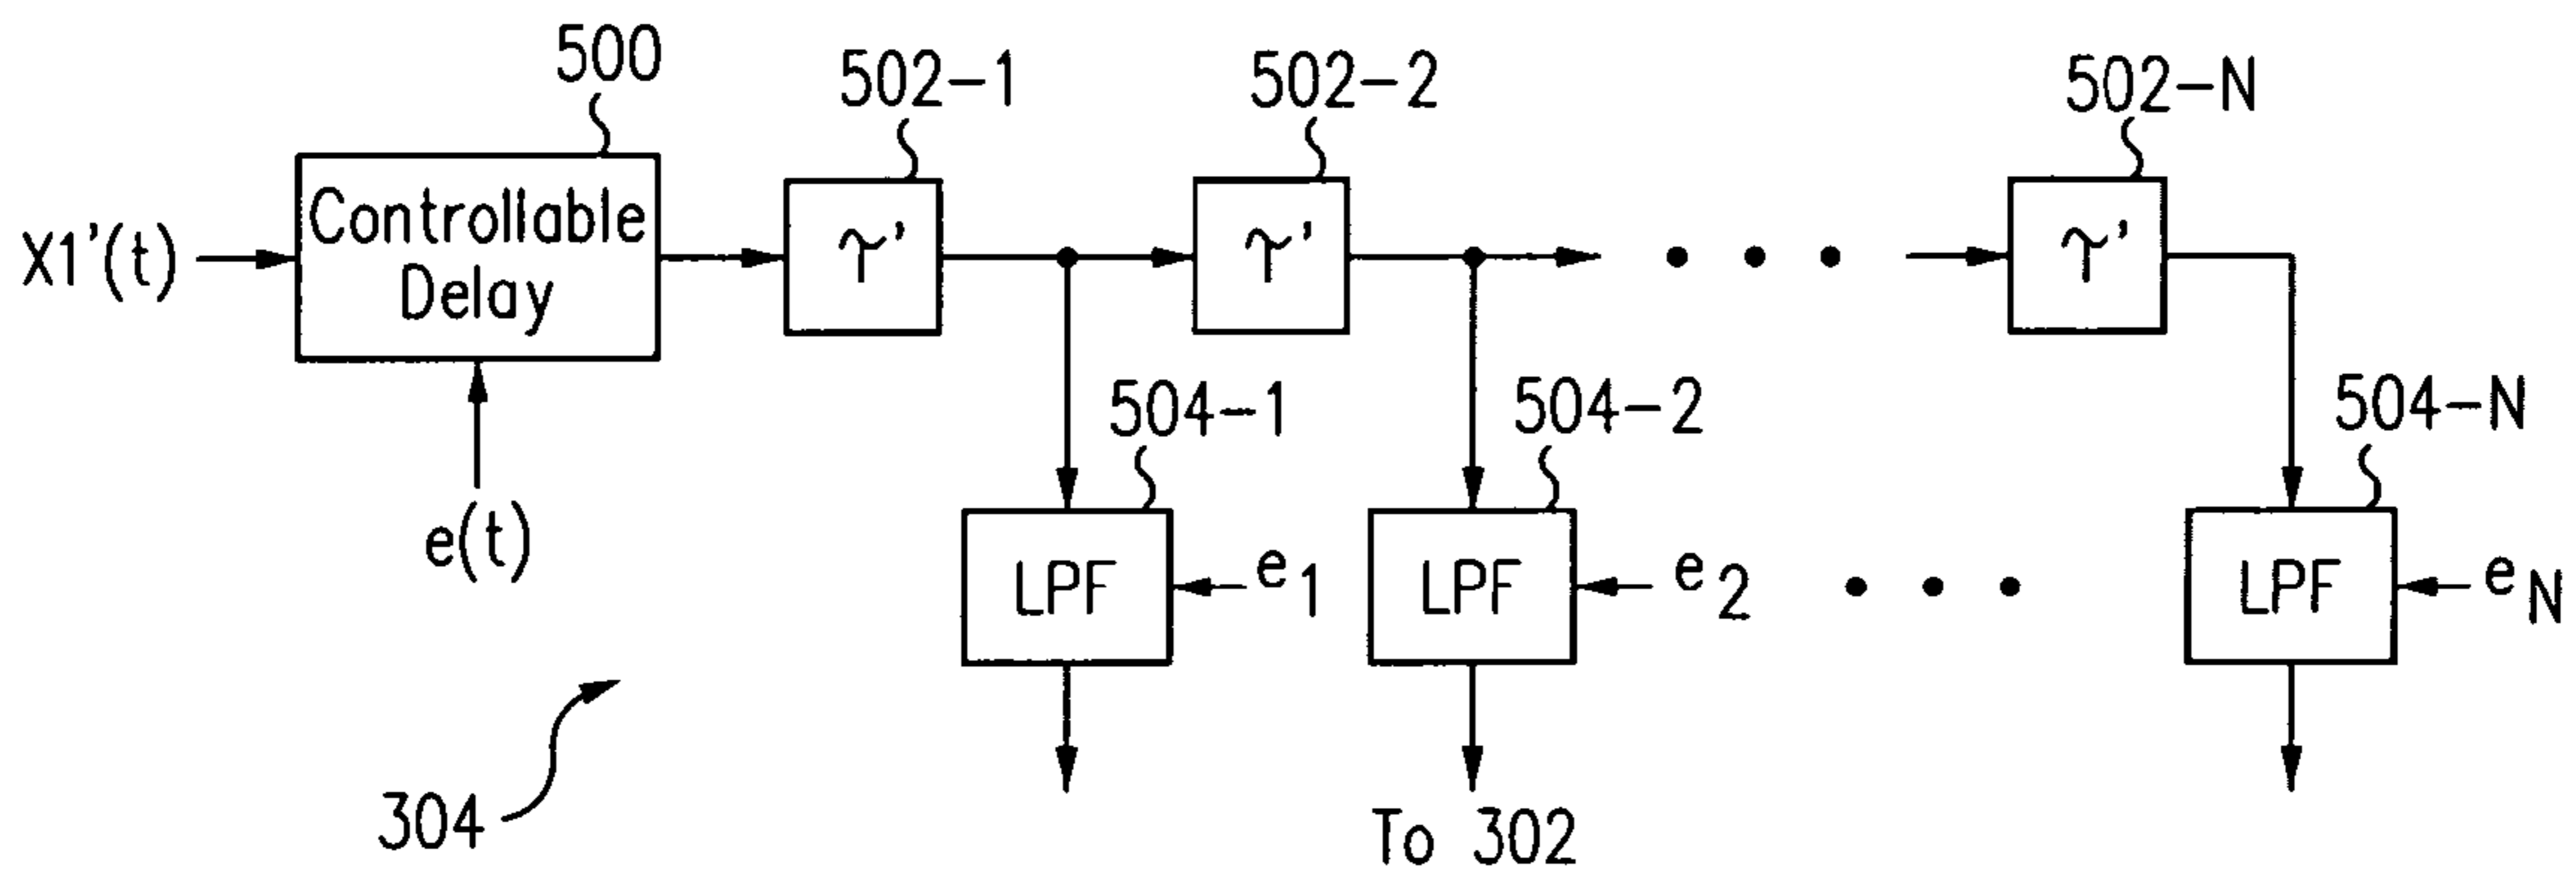 500
502-1
502-2
502-N
X1'(t)
Controllable
Delay
τ'
τ'
τ'
e(t)
504-1
504-2
504-N
LPF
e1
LPF
e2
LPF
eN
304
To 302